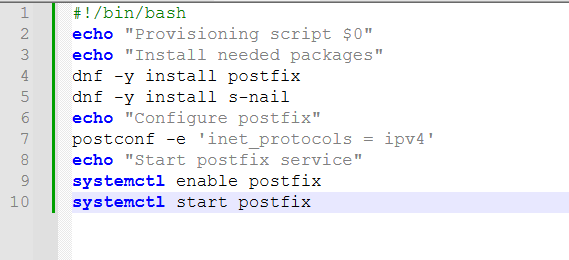 1 #!/bin/bash
2 echo "Provisioning script $0"
3 echo "Install needed packages"
4 dnf -y install postfix
5 dnf -y install s-nail
6 echo "Configure postfix"
7 postconf -e 'inet_protocols = ipv4'
8 echo "Start postfix service"
9 systemctl enable postfix
10 systemctl start postfix